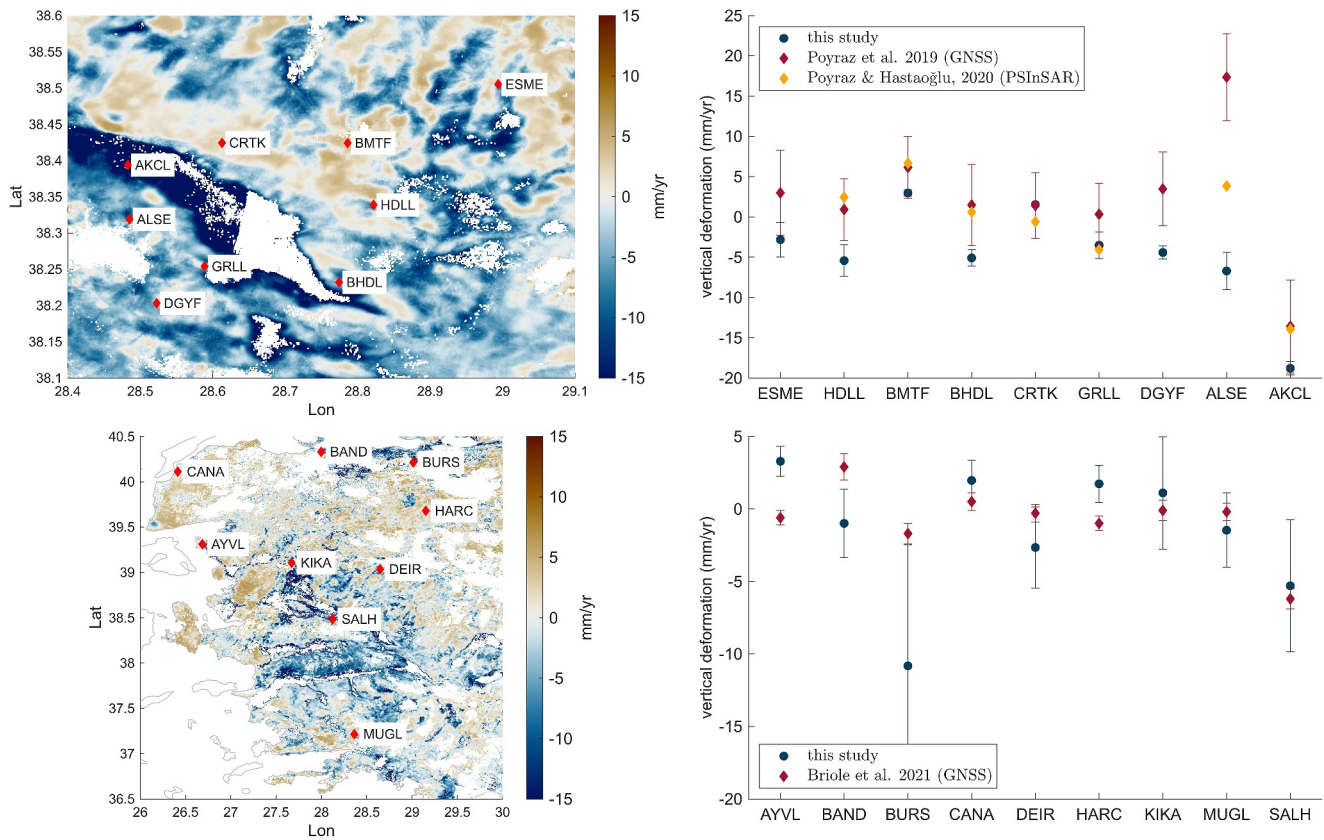 38.6
38.55
38.5
38.45
38.4
38.35
38.3
38.25
38.2
38.15
38.1
Lat
28.4
28.5
28.6
28.7
28.8
28.9
29
29.1
Lon
ESME
CRTK
BMTF
AKCL
HDLL
ALSE
GRLL
BHDL
DGYF
15
10
5
0
-5
-10
-15
mm/yr
25
20
15
10
5
0
-5
-10
-15
-20
vertical deformation (mm/yr)
this study
Poyraz et al. 2019 (GNSS)
Poyraz & Hastaoğlu, 2020 (PSInSAR)
ESME
HDLL
BMTF
BHDL
CRTK
GRLL
DGYF
ALSE
AKCL
40.5
40
39.5
39
38.5
38
37.5
37
36.5
Lat
26
26.5
27
27.5
28
28.5
29
29.5
30
Lon
BAND
CANA
BURS
HARC
AYVL
KIKA
DEIR
SALH
MUGL
15
10
5
0
-5
-10
-15
mm/yr
5
0
-5
-10
-15
-20
vertical deformation (mm/yr)
this study
Briole et al. 2021 (GNSS)
AYVL
BAND
BURS
CANA
DEIR
HARC
KIKA
MUGL
SALH